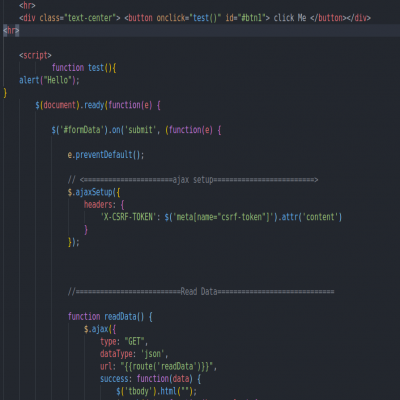 <hr>
<div class="text-center"> <button onclick="test()" id="#btn1"> click Me </button></div>
<hr>
<script>
function test(){
alert("Hello");
}
$(document).ready(function(e) {
$('#formData').on('submit', (function(e) {
e.preventDefault();
// <======================ajax setup=========================>
$.ajaxSetup({
headers: {
'X-CSRF-TOKEN': $('meta[name="csrf-token"]').attr('content')
}
});
//==========================Read Data=============================
function readData() {
$.ajax({
type: "GET",
dataType: 'json',
url: "{{route('readData')}}",
success: function(data) {
$('tbody').html("");